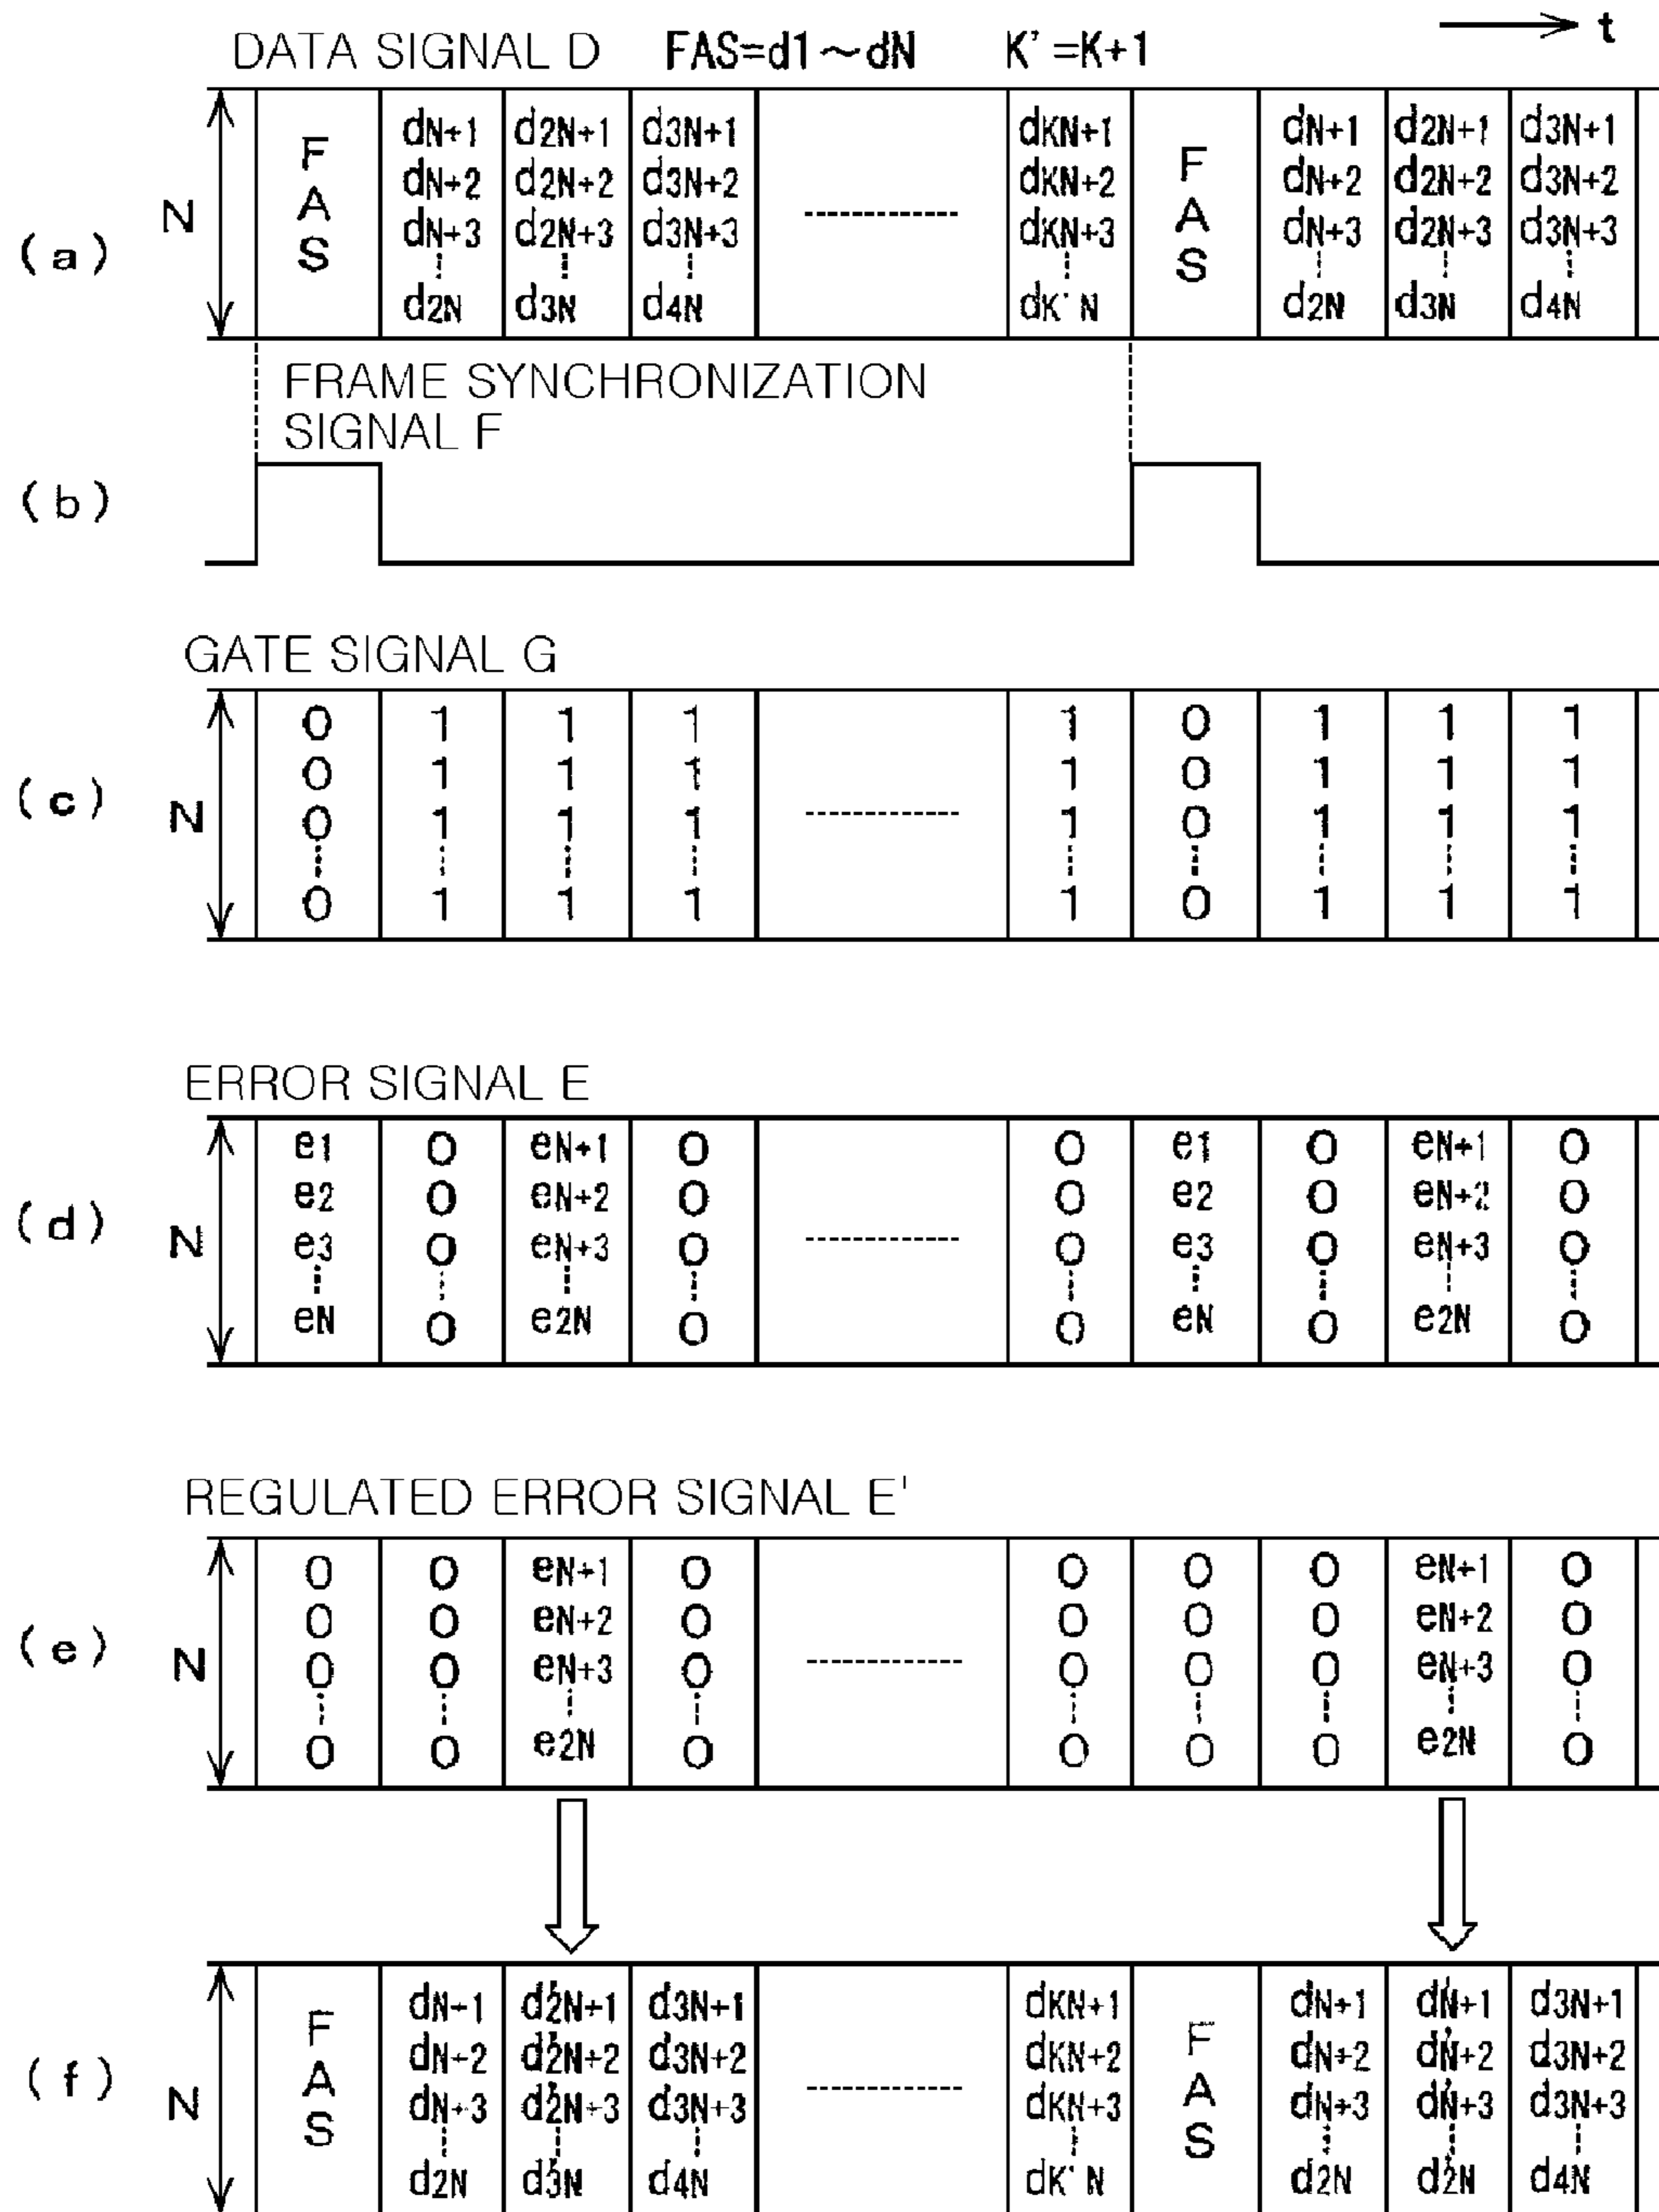 DATA SIGNAL D FAS=d1~dN K'=K+1 t
(a) N
FAS dN+1 d2N+1 d3N+1 dKN+1 FAS dN+1 d2N+1 d3N+1
dN+2 d2N+2 d3N+2 dKN+2 dN+2 d2N+2 d3N+2
dN+3 d2N+3 d3N+3 dKN+3 dN+3 d2N+3 d3N+3
d2N d3N d4N dK'N d2N d3N d4N
FRAME SYNCHRONIZATION
SIGNAL F
(b)
GATE SIGNAL G
(c) N
0 1 1 1 1 0 1 1 1
0 1 1 1 1 0 1 1 1
0 1 1 1 1 0 1 1 1
0 1 1 1 1 0 1 1 1
ERROR SIGNAL E
(d) N
e1 0 eN+1 0 0 e1 0 eN+1 0
e2 0 eN+2 0 0 e2 0 eN+2 0
e3 0 eN+3 0 0 e3 0 eN+3 0
eN 0 e2N 0 0 eN 0 e2N 0
REGULATED ERROR SIGNAL E'
(e) N
0 0 eN+1 0 0 0 0 eN+1 0
0 0 eN+2 0 0 0 0 eN+2 0
0 0 eN+3 0 0 0 0 eN+3 0
0 0 e2N 0 0 0 0 e2N 0
(f) N
FAS dN+1 d'2N+1 d3N+1 dKN+1 FAS dN+1 d'N+1 d3N+1
dN+2 d'2N+2 d3N+2 dKN+2 dN+2 d'N+2 d3N+2
dN+3 d'2N+3 d3N+3 dKN+3 dN+3 d'N+3 d3N+3
d2N d'3N d4N dK'N d2N d'2N d4N